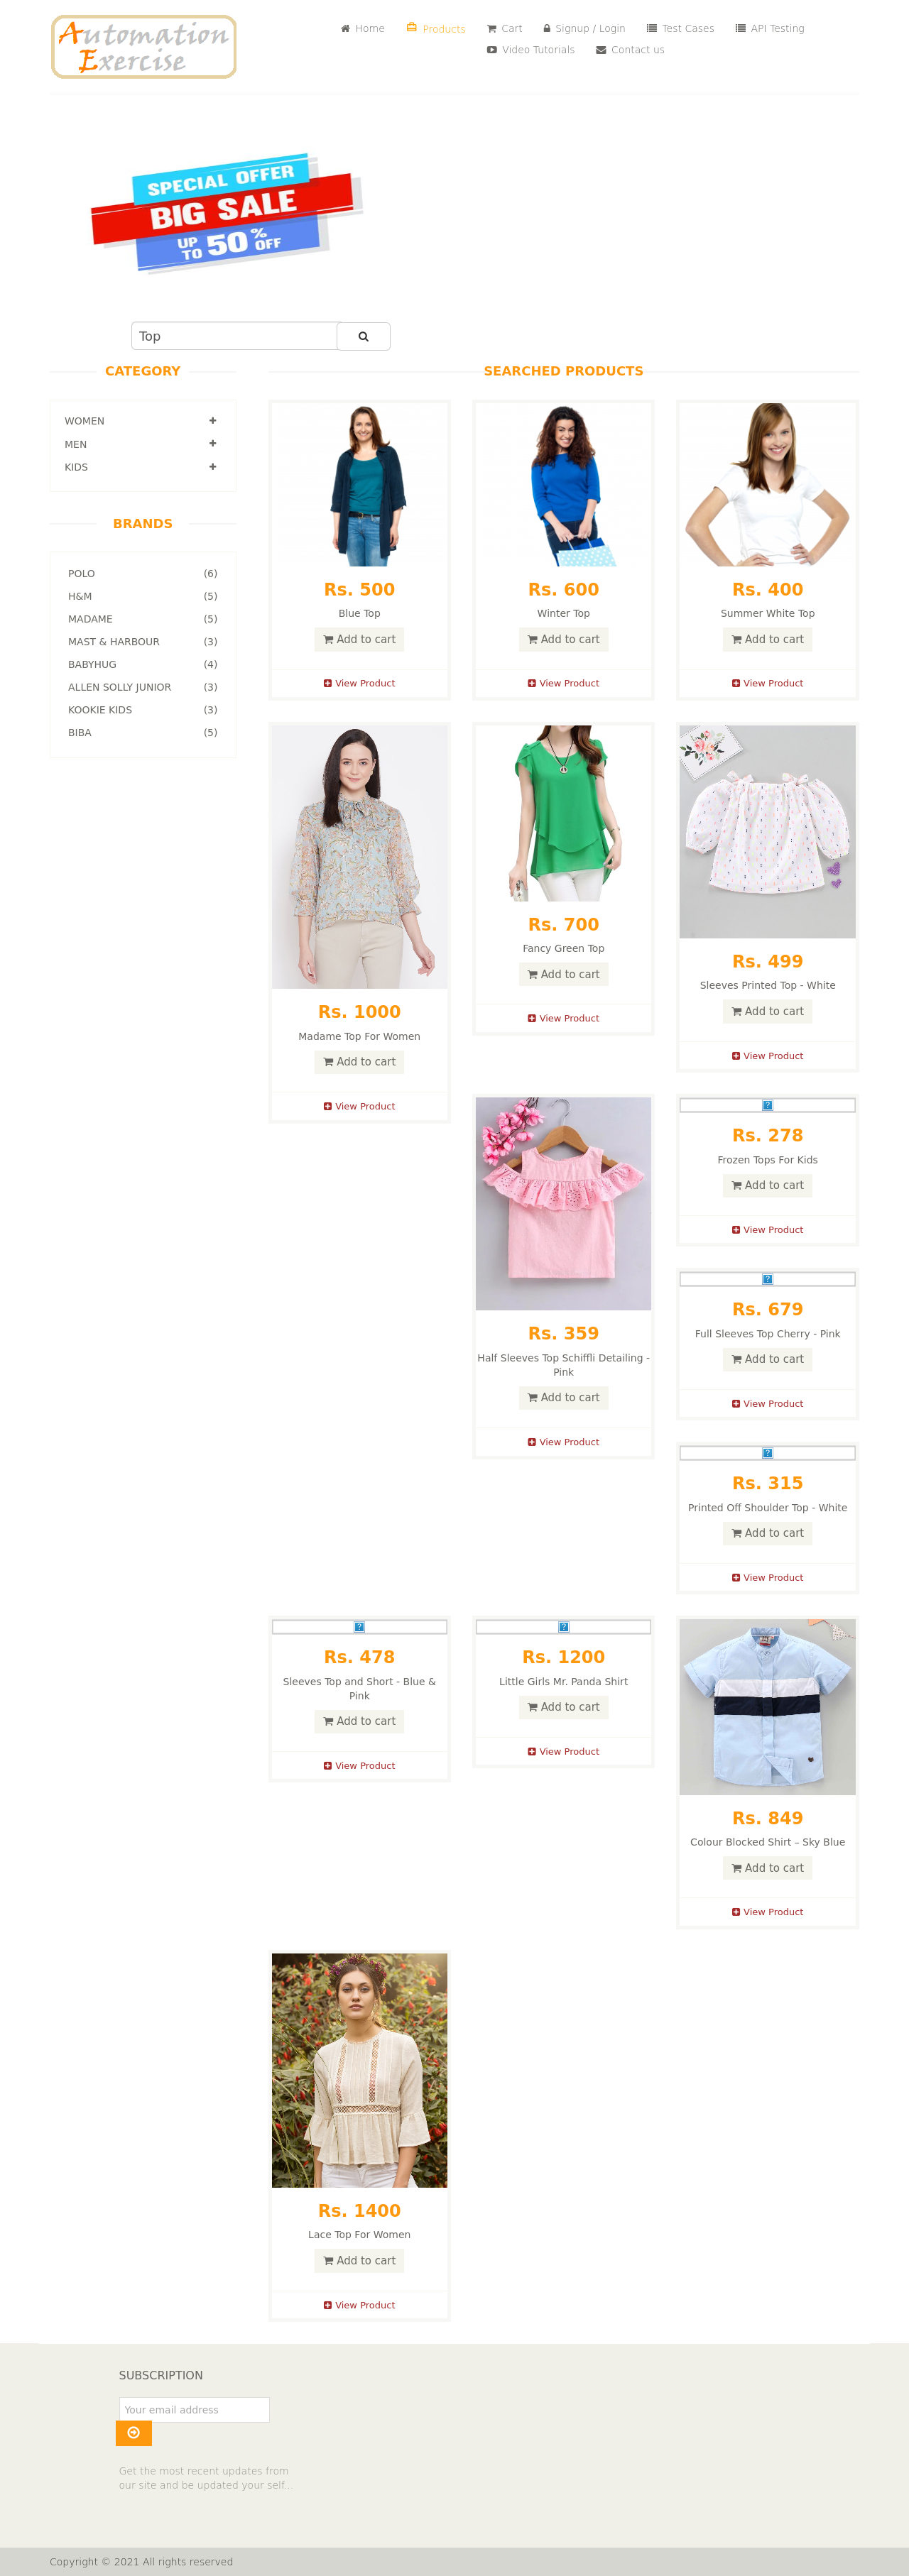 Automation
Exercise
Home
Products
Cart
Signup / Login
Test Cases
API Testing
Video Tutorials
Contact us
SPECIAL OFFER
BIG SALE
UP TO 50% OFF
Top
CATEGORY
WOMEN
MEN
KIDS
BRANDS
POLO (6)
H&M (5)
MADAME (5)
MAST & HARBOUR (3)
BABYHUG (4)
ALLEN SOLLY JUNIOR (3)
KOOKIE KIDS (3)
BIBA (5)
SEARCHED PRODUCTS
Rs. 500
Blue Top
Add to cart
View Product
Rs. 600
Winter Top
Add to cart
View Product
Rs. 400
Summer White Top
Add to cart
View Product
Rs. 1000
Madame Top For Women
Add to cart
View Product
Rs. 700
Fancy Green Top
Add to cart
View Product
Rs. 499
Sleeves Printed Top - White
Add to cart
View Product
Rs. 359
Half Sleeves Top Schiffli Detailing -
Pink
Add to cart
View Product
Rs. 278
Frozen Tops For Kids
Add to cart
View Product
Rs. 679
Full Sleeves Top Cherry - Pink
Add to cart
View Product
Rs. 315
Printed Off Shoulder Top - White
Add to cart
View Product
Rs. 478
Sleeves Top and Short - Blue &
Pink
Add to cart
View Product
Rs. 1200
Little Girls Mr. Panda Shirt
Add to cart
View Product
Rs. 849
Colour Blocked Shirt – Sky Blue
Add to cart
View Product
Rs. 1400
Lace Top For Women
Add to cart
View Product
SUBSCRIPTION
Your email address
Get the most recent updates from
our site and be updated your self...
Copyright © 2021 All rights reserved